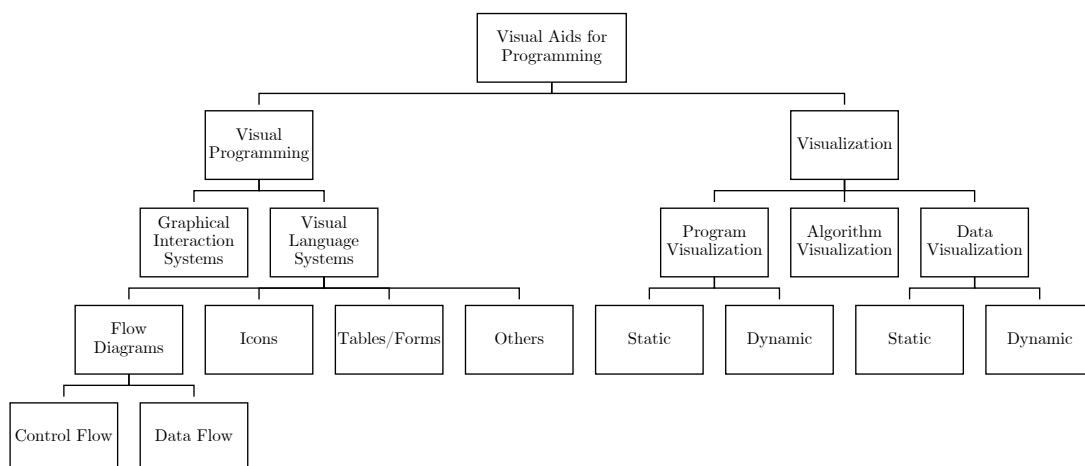 Visual Aids for
Programming
Visual
Programming
Visualization
Graphical
Interaction
Systems
Visual
Language
Systems
Program
Visualization
Algorithm
Visualization
Data
Visualization
Flow
Diagrams
Icons
Tables/Forms
Others
Static
Dynamic
Static
Dynamic
Control Flow
Data Flow